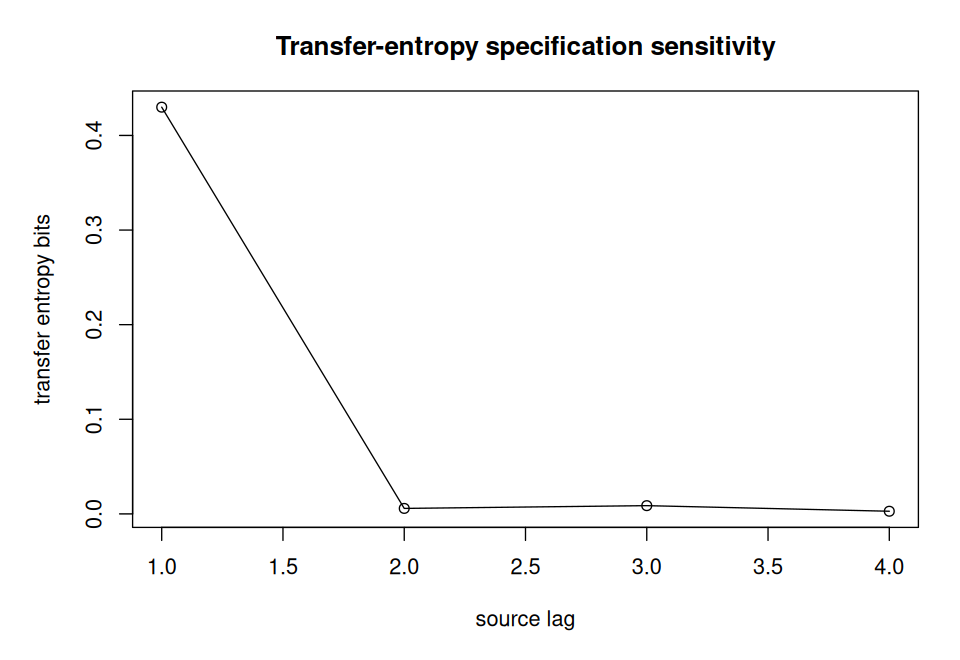 Transfer-entropy specification sensitivity
transfer entropy bits
0.4
0.3
0.2
0.1
0.0
1.0 1.5 2.0 2.5 3.0 3.5 4.0
source lag